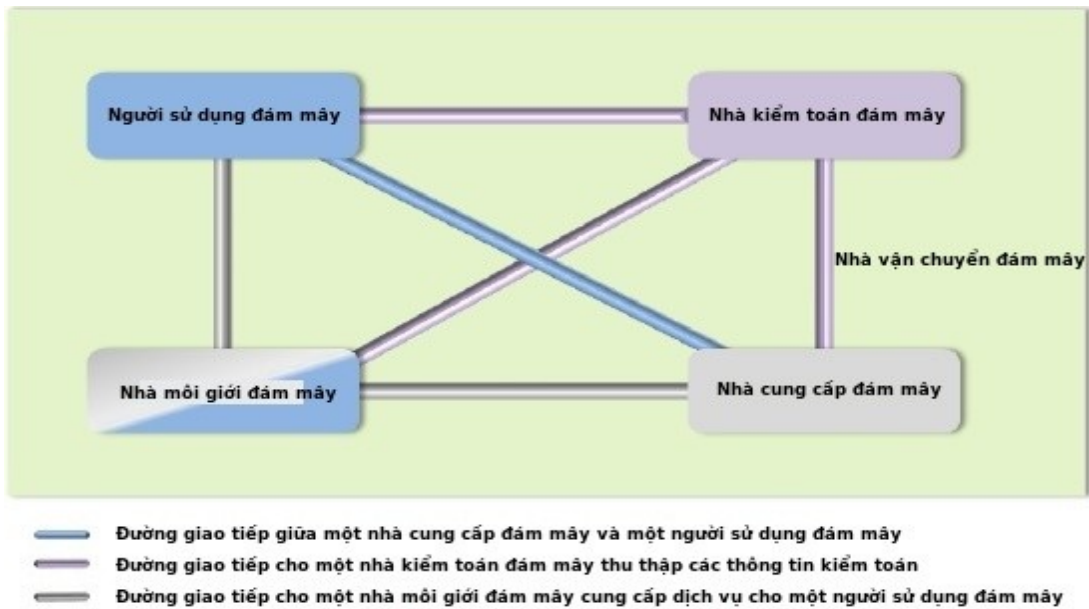 Người sử dụng đám mây
Nhà kiểm toán đám mây
Nhà vận chuyển đám mây
Nhà môi giới đám mây
Nhà cung cấp đám mây
Đường giao tiếp giữa một nhà cung cấp đám mây và một người sử dụng đám mây
Đường giao tiếp cho một nhà kiểm toán đám mây thu thập các thông tin kiểm toán
Đường giao tiếp cho một nhà môi giới đám mây cung cấp dịch vụ cho một người sử dụng đám mây